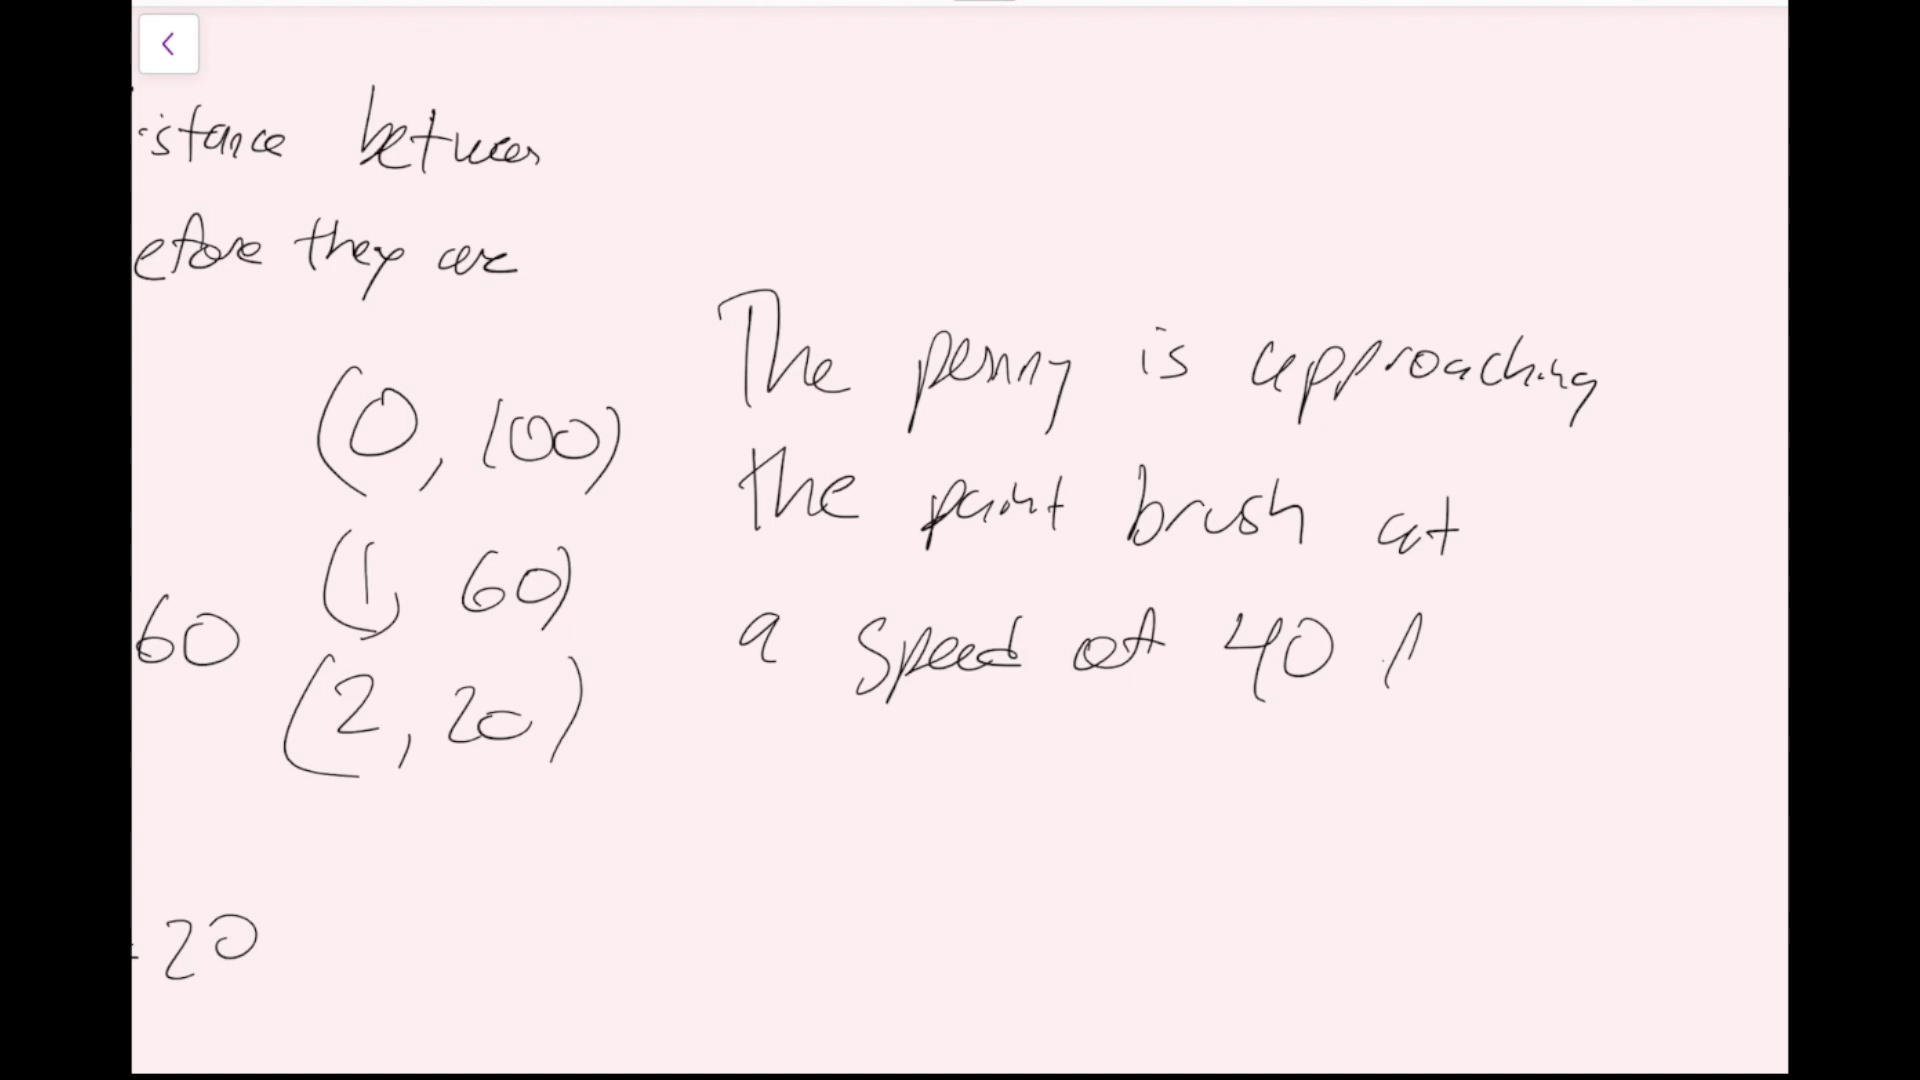 istance between
efore they are
(0, 100)
(1, 60)
60
(2, 20)
20
The penny is approaching
the paint brush at
a speed of 40